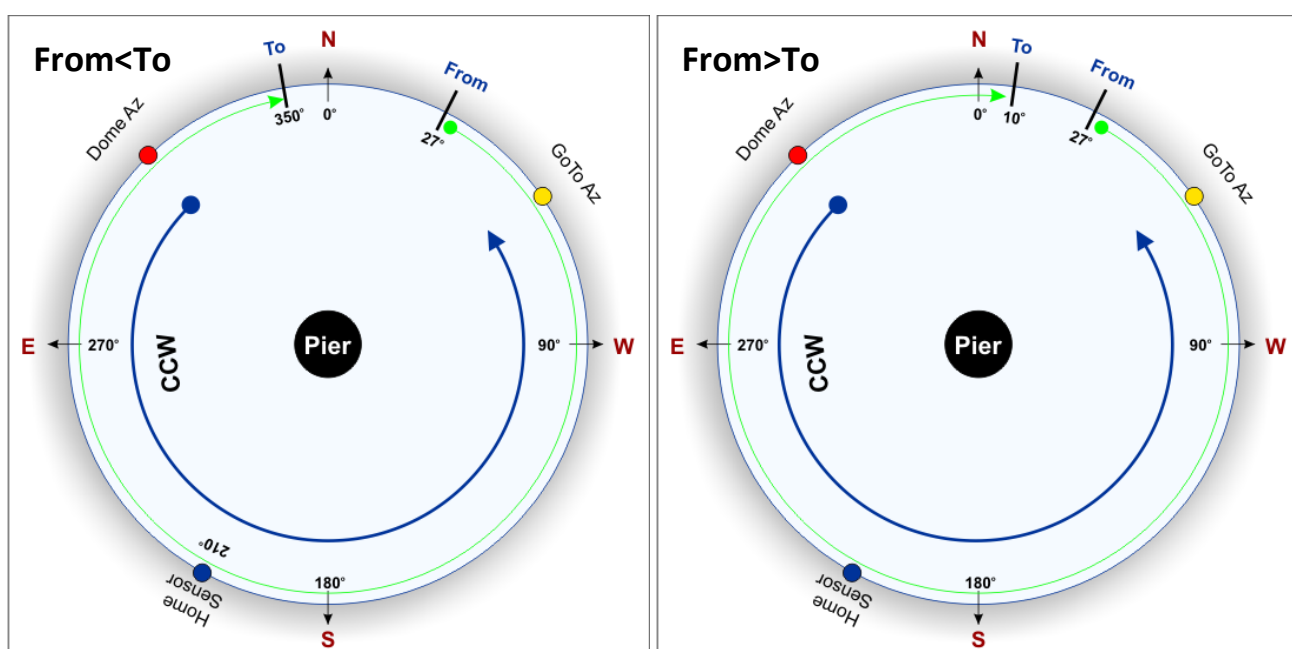 From<To
To
N
From
Dome Az
350°
0°
27°
GoTo Az
E
270°
CCW
Pier
90°
W
210°
Home
Sensor
180°
S
From>To
N
To
From
Dome Az
0°
10°
27°
GoTo Az
E
270°
CCW
Pier
90°
W
Home
Sensor
180°
S